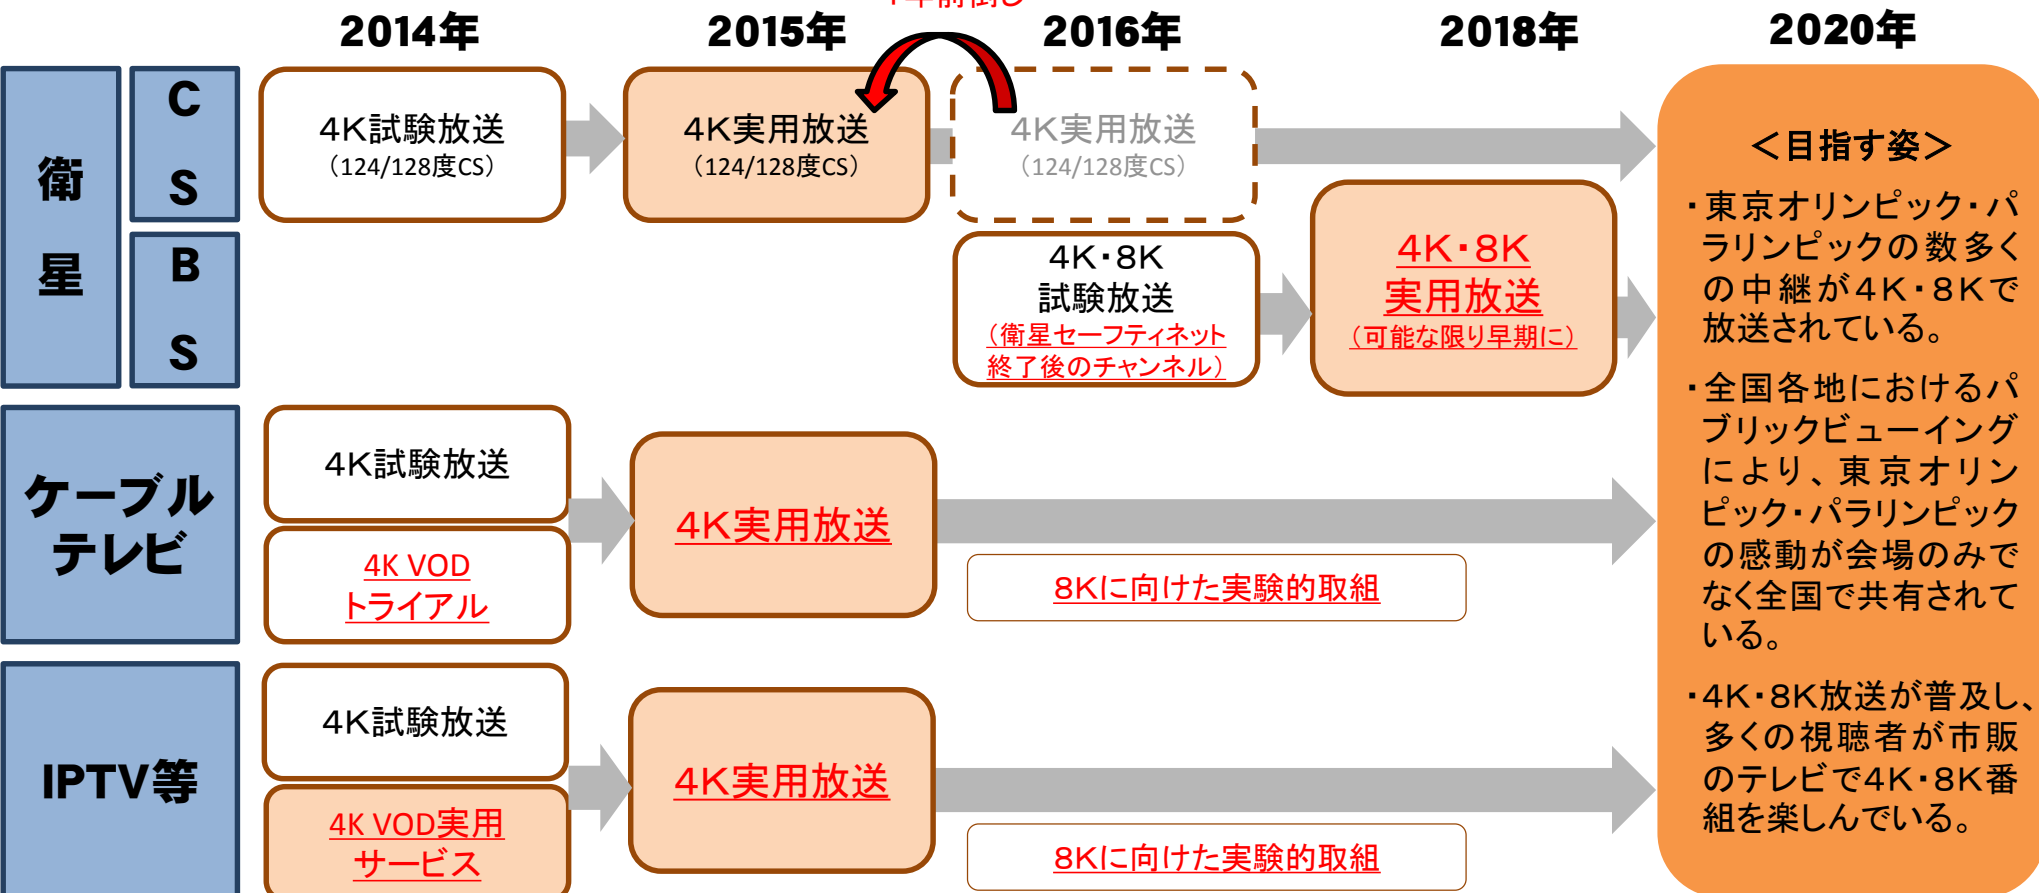 1年前倒し
2014年
2015年
2016年
2018年
2020年
衛
星
C
S
4K試験放送
（124/128度CS）
4K実用放送
（124/128度CS）
4K実用放送
（124/128度CS）
B
S
4K・8K
試験放送
（衛星セーフティネット
終了後のチャンネル）
4K・8K
実用放送
（可能な限り早期に）
ケーブル
テレビ
4K試験放送
4K VOD
トライアル
4K実用放送
8Kに向けた実験的取組
IPTV等
4K試験放送
4K VOD実用
サービス
4K実用放送
8Kに向けた実験的取組
＜目指す姿＞
・東京オリンピック・パ
ラリンピックの数多く
の中継が4K・8Kで
放送されている。
・全国各地におけるパ
ブリックビューイング
により、東京オリン
ピック・パラリンピック
の感動が会場のみで
なく全国で共有されて
いる。
・4K・8K放送が普及し、
多くの視聴者が市販
のテレビで4K・8K番
組を楽しんでいる。